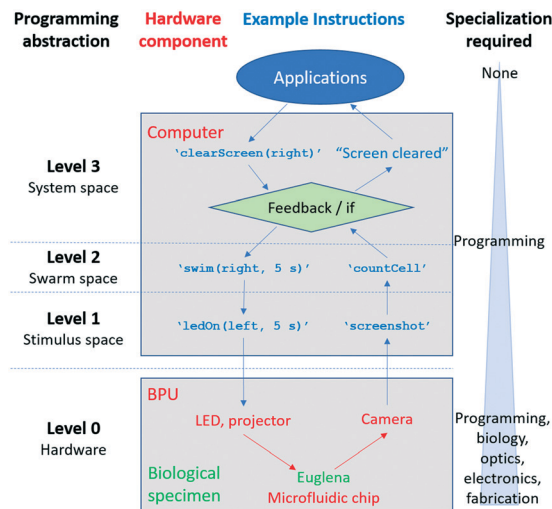 Programming
abstraction
Hardware
component
Example Instructions
Specialization
required
Applications
None
Computer
‘clearScreen(right)’
“Screen cleared”
Level 3
System space
Feedback / if
Programming
Level 2
Swarm space
‘swim(right, 5 s)’
‘countCell’
Level 1
Stimulus space
‘ledOn(left, 5 s)’
‘screenshot’
BPU
LED, projector
Camera
Level 0
Hardware
Programming,
biology,
optics,
electronics,
fabrication
Biological
specimen
Euglena
Microfluidic chip